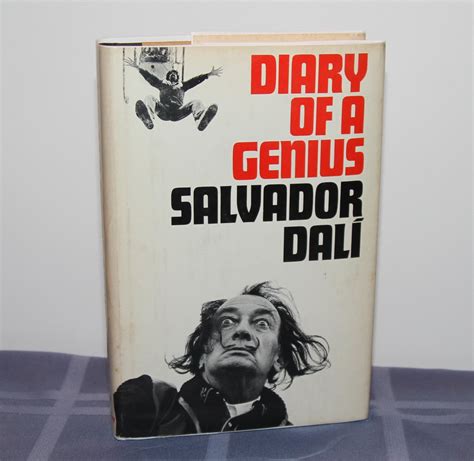 DIARY
OF A
GENIUS
SALVADOR
DALÍ